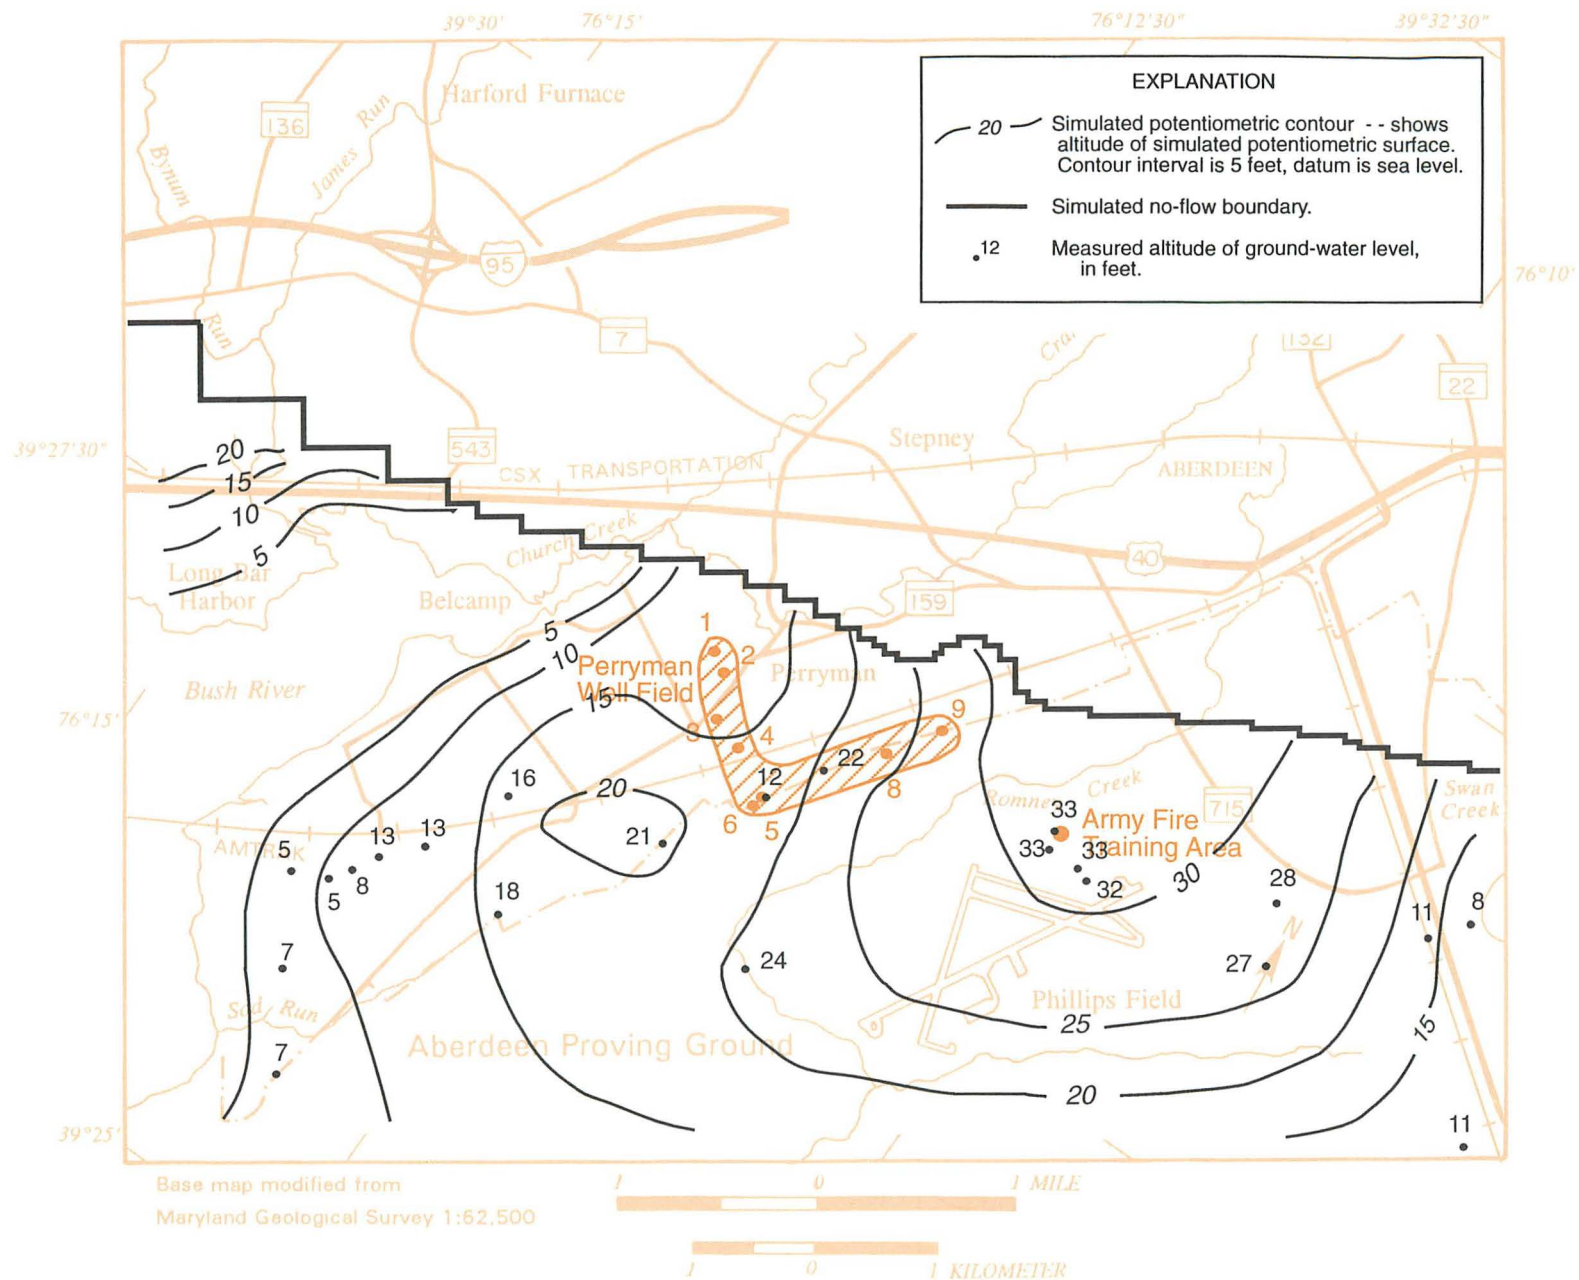 39°30' 76°15' 76°12'30" 39°32'30"
Harford Furnace
136
Bynum
Run
James
Run
95
7
EXPLANATION
20 Simulated potentiometric contour - - shows
altitude of simulated potentiometric surface.
Contour interval is 5 feet, datum is sea level.
Simulated no-flow boundary.
12 Measured altitude of ground-water level,
in feet.
76°10'
132
22
39°27'30"
543
CSX TRANSPORTATION
Stepney
ABERDEEN
20
15
10
5
Church Creek
40
159
Long Bar
Harbor
Belcamp
5
10
15
1
2
Perryman
Well Field
Perryman
Bush River
76°15'
3
4
9
16
20
12
22
8
6
5
Romney Creek
715
Swan
Creek
33
Army Fire
Training Area
33
33
32
30
AMTRAK
5
13
13
5
8
21
18
28
11
8
7
24
27
N
Sod Run
Phillips Field
25
15
Aberdeen Proving Ground
7
20
11
39°25'
Base map modified from
Maryland Geological Survey 1:62,500
1 0 1 MILE
1 0 1 KILOMETER